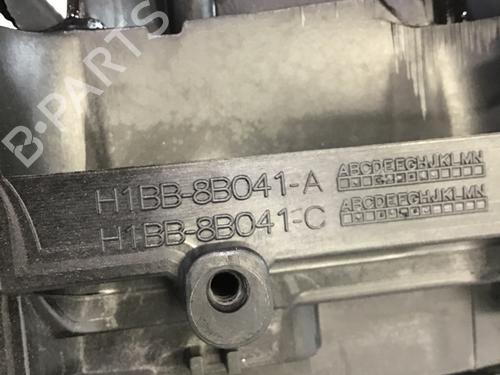 B-PARTS
H1BB-8B041-A ABCDEFGHJKLMN
H1BB-8B041-C ABCDEFGHJKLMN